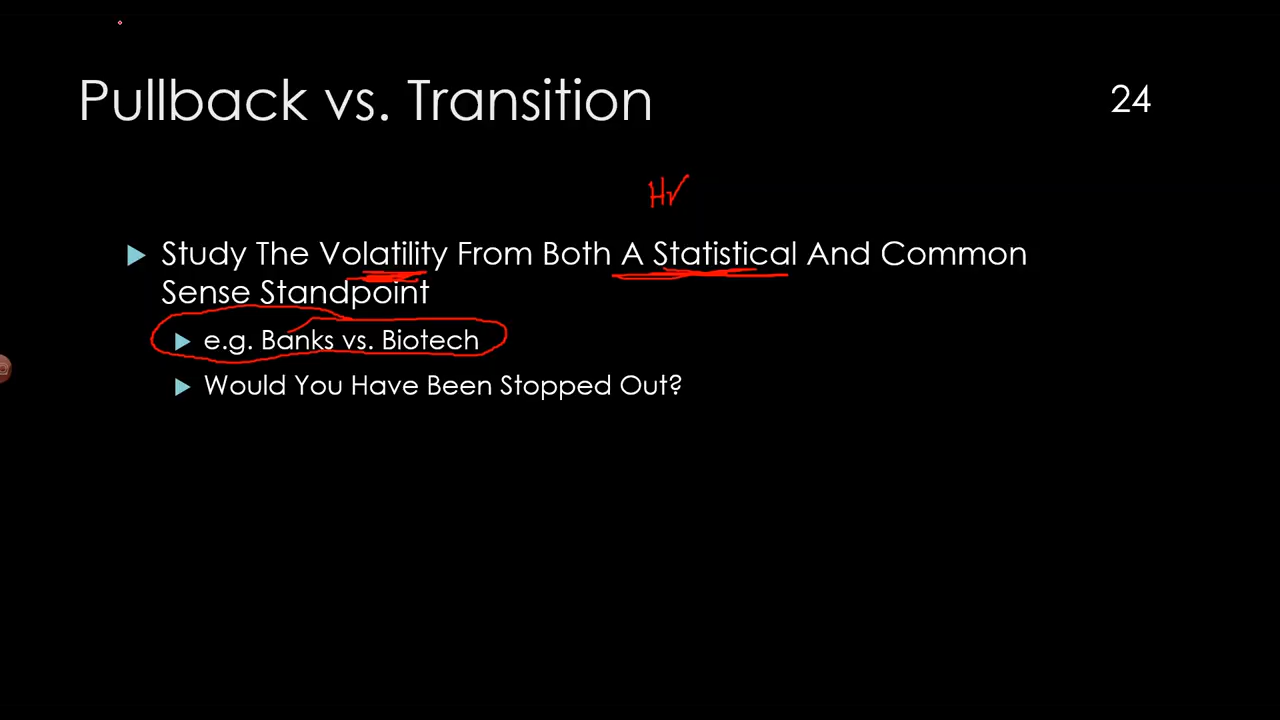 Pullback vs. Transition
24
HV
Study The Volatility From Both A Statistical And Common
Sense Standpoint
e.g. Banks vs. Biotech
Would You Have Been Stopped Out?